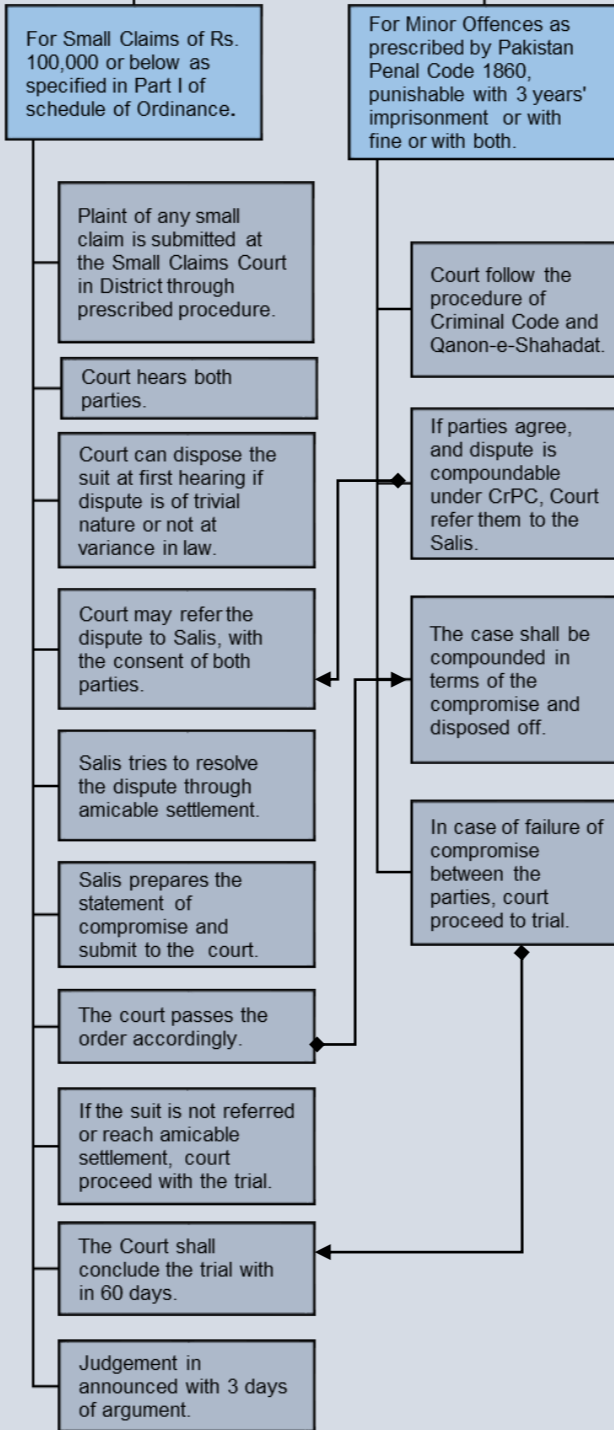 For Small Claims of Rs.
100,000 or below as
specified in Part I of
schedule of Ordinance.
Plaint of any small
claim is submitted at
the Small Claims Court
in District through
prescribed procedure.
Court hears both
parties.
Court can dispose the
suit at first hearing if
dispute is of trivial
nature or not at
variance in law.
Court may refer the
dispute to Salis, with
the consent of both
parties.
Salis tries to resolve
the dispute through
amicable settlement.
Salis prepares the
statement of
compromise and
submit to the court.
The court passes the
order accordingly.
If the suit is not referred
or reach amicable
settlement, court
proceed with the trial.
The Court shall
conclude the trial with
in 60 days.
Judgement in
announced with 3 days
of argument.
For Minor Offences as
prescribed by Pakistan
Penal Code 1860,
punishable with 3 years'
imprisonment or with
fine or with both.
Court follow the
procedure of
Criminal Code and
Qanon-e-Shahadat.
If parties agree,
and dispute is
compoundable
under CrPC, Court
refer them to the
Salis.
The case shall be
compounded in
terms of the
compromise and
disposed off.
In case of failure of
compromise
between the
parties, court
proceed to trial.